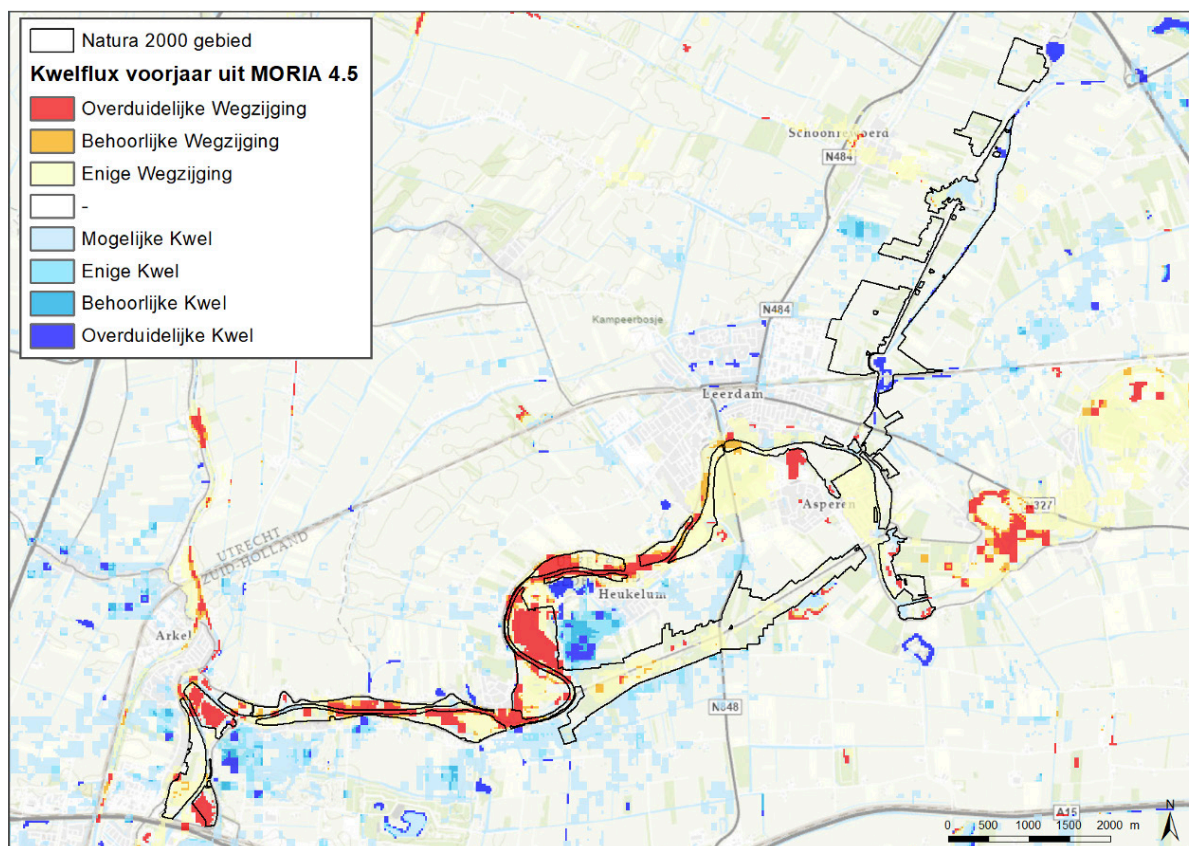 Natura 2000 gebied
Kwelflux voorjaar uit MORIA 4.5
Overduidelijke Wegzijging
Behoorlijke Wegzijging
Enige Wegzijging
-
Mogelijke Kwel
Enige Kwel
Behoorlijke Kwel
Overduidelijke Kwel
Schoonrewoerd
N484
N484
Kampeerbosje
Leerdam
Asperen
N327
UTRECHT
ZUID-HOLLAND
Heukelum
Arkel
N848
A15
N
0 500 1000 1500 2000 m